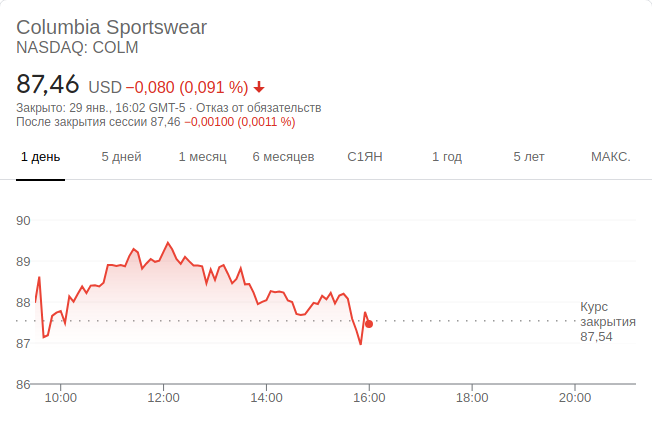 Columbia Sportswear
NASDAQ: COLM
87,46 USD −0,080 (0,091 %)
Закрыто: 29 янв., 16:02 GMT-5 · Отказ от обязательств
После закрытия сессии 87,46 −0,00100 (0,0011 %)
1 день 5 дней 1 месяц 6 месяцев С1ЯН 1 год 5 лет МАКС.
90
89
88
Курс
закрытия
87,54
87
86
10:00 12:00 14:00 16:00 18:00 20:00